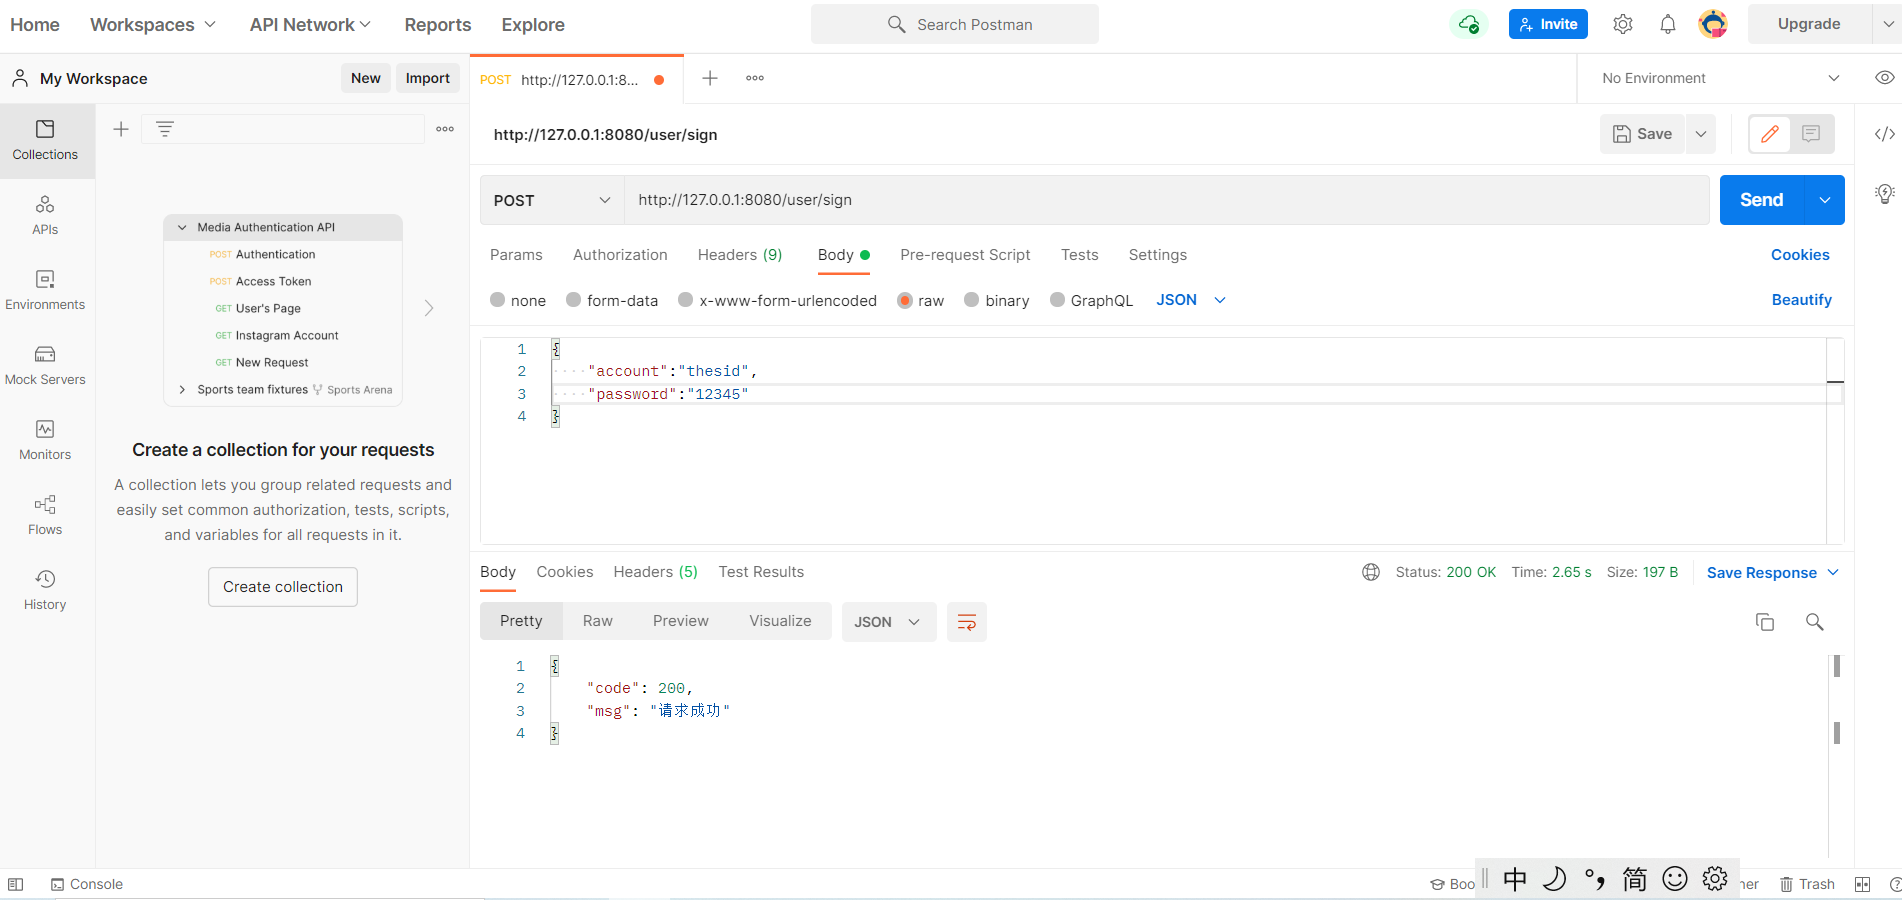 Home Workspaces API Network Reports Explore Search Postman Invite Upgrade
My Workspace New Import POST http://127.0.0.1:8... No Environment
Collections
APIs
Environments
Mock Servers
Monitors
Flows
History
Media Authentication API
POST Authentication
POST Access Token
GET User's Page
GET Instagram Account
GET New Request
Sports team fixtures Sports Arena
Create a collection for your requests
A collection lets you group related requests and
easily set common authorization, tests, scripts,
and variables for all requests in it.
Create collection
http://127.0.0.1:8080/user/sign Save
POST http://127.0.0.1:8080/user/sign Send
Params Authorization Headers (9) Body Pre-request Script Tests Settings Cookies
none form-data x-www-form-urlencoded raw binary GraphQL JSON Beautify
1 {
2 "account":"thesid",
3 "password":"12345"
4 }
Body Cookies Headers (5) Test Results Status: 200 OK Time: 2.65 s Size: 197 B Save Response
Pretty Raw Preview Visualize JSON
1 {
2 "code": 200,
3 "msg": "请求成功"
4 }
Console Boo 中 °, 简 ner Trash